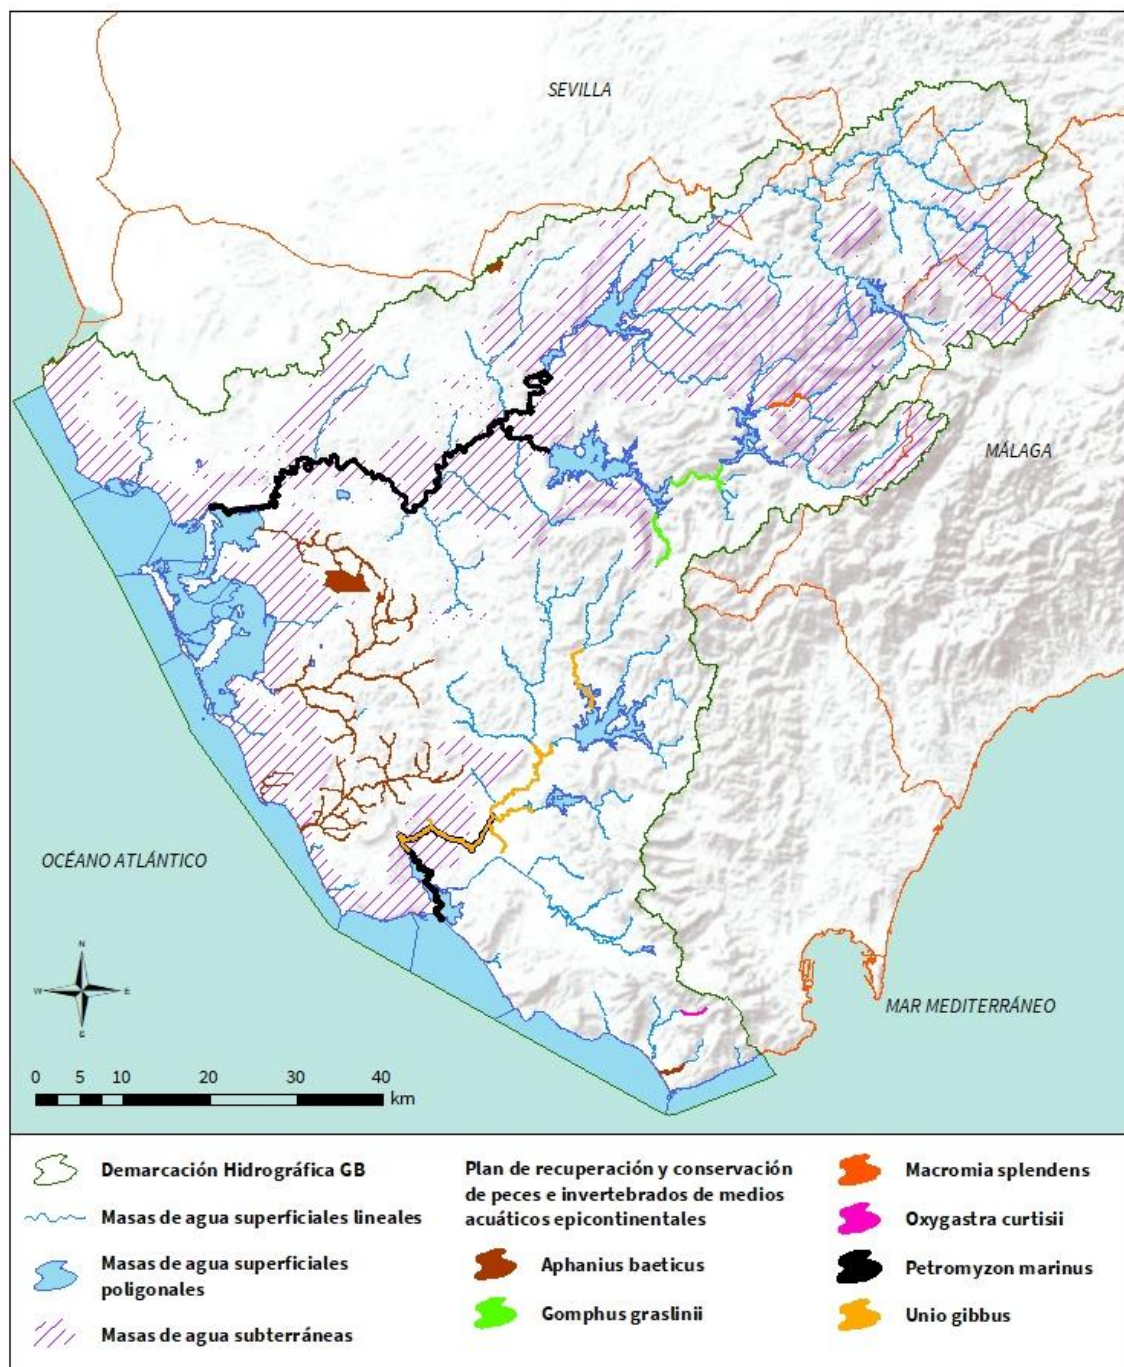 SEVILLA
MÁLAGA
OCÉANO ATLÁNTICO
MAR MEDITERRÁNEO
N
W E
S
0 5 10 20 30 40
km
Demarcación Hidrográfica GB
Masas de agua superficiales lineales
Masas de agua superficiales
poligonales
Masas de agua subterráneas
Plan de recuperación y conservación
de peces e invertebrados de medios
acuáticos epicontinentales
Aphanius baeticus
Gomphus graslinii
Macromia splendens
Oxygastra curtisii
Petromyzon marinus
Unio gibbus